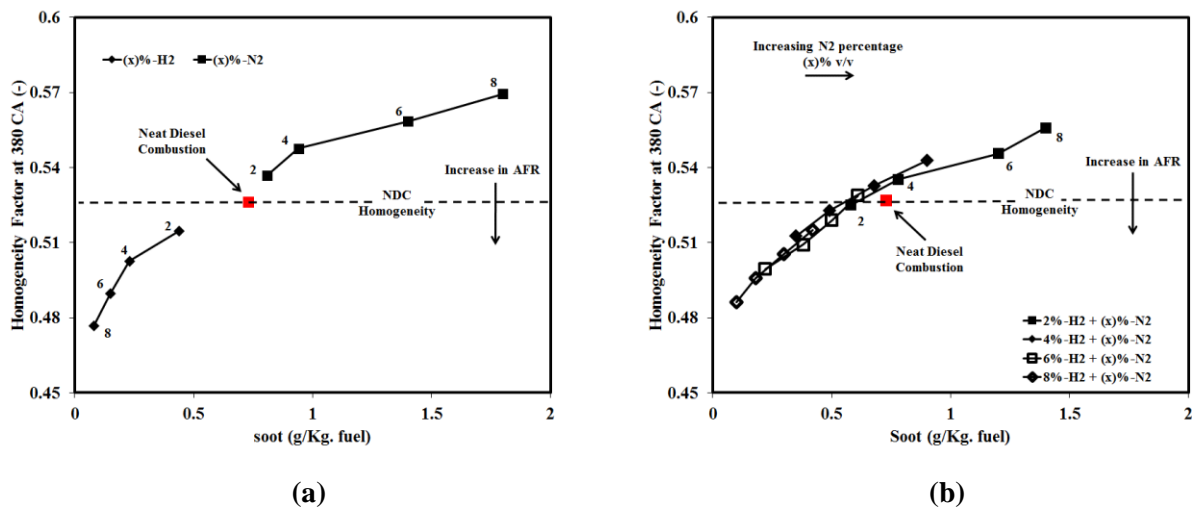 0.6
0.57
0.54
0.51
0.48
0.45
Homogeneity Factor at 380 CA (-)
(x)%-H2
(x)%-N2
8
6
4
2
Neat Diesel
Combustion
Increase in AFR
NDC
Homogeneity
2
4
6
8
0
0.5
1
1.5
2
soot (g/Kg. fuel)
(a)
0.6
0.57
0.54
0.51
0.48
0.45
Homogeneity Factor at 380 CA (-)
Increasing N2 percentage
(x)% v/v
8
6
4
2
Increase in AFR
NDC
Homogeneity
Neat Diesel
Combustion
2%-H2 + (x)%-N2
4%-H2 + (x)%-N2
6%-H2 + (x)%-N2
8%-H2 + (x)%-N2
0
0.5
1
1.5
2
Soot (g/Kg. fuel)
(b)